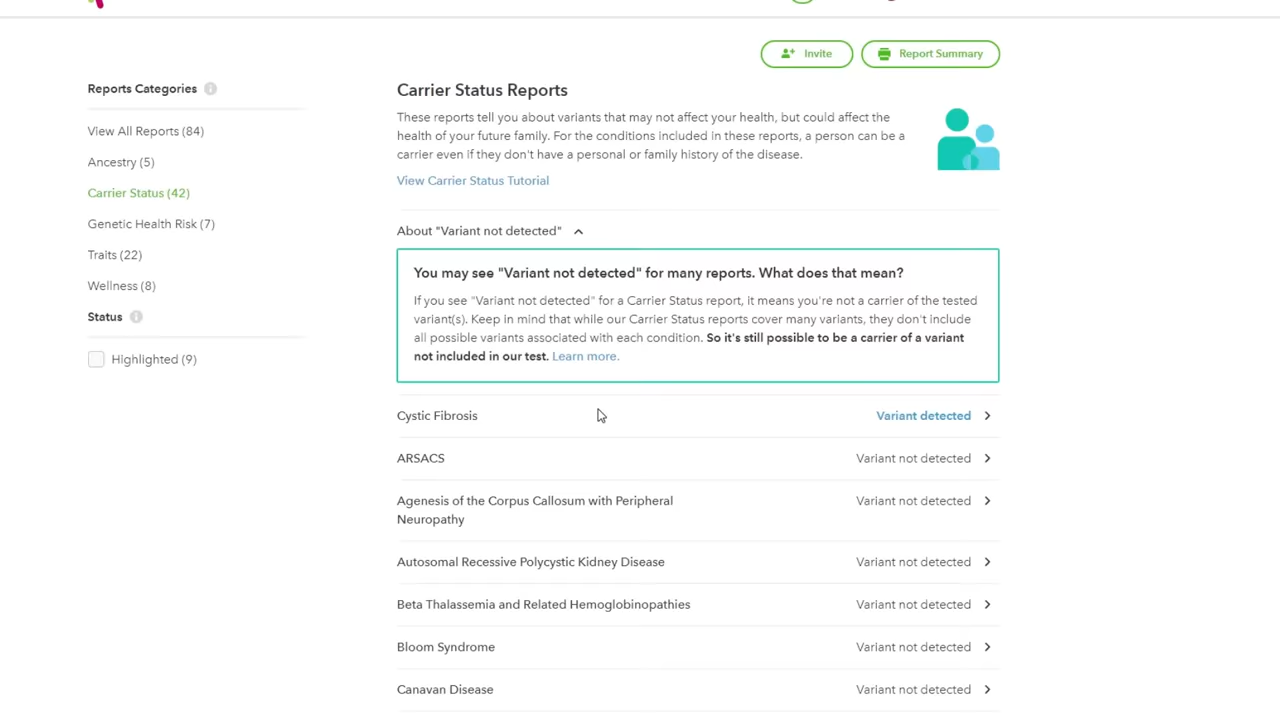 Invite
Report Summary
Reports Categories
View All Reports (84)
Ancestry (5)
Carrier Status (42)
Genetic Health Risk (7)
Traits (22)
Wellness (8)
Status
Highlighted (9)
Carrier Status Reports
These reports tell you about variants that may not affect your health, but could affect the
health of your future family. For the conditions included in these reports, a person can be a
carrier even if they don't have a personal or family history of the disease.
View Carrier Status Tutorial
About "Variant not detected"
You may see "Variant not detected" for many reports. What does that mean?
If you see "Variant not detected" for a Carrier Status report, it means you're not a carrier of the tested
variant(s). Keep in mind that while our Carrier Status reports cover many variants, they don't include
all possible variants associated with each condition. So it's still possible to be a carrier of a variant
not included in our test. Learn more.
Cystic Fibrosis Variant detected
ARSACS Variant not detected
Agenesis of the Corpus Callosum with Peripheral Variant not detected
Neuropathy
Autosomal Recessive Polycystic Kidney Disease Variant not detected
Beta Thalassemia and Related Hemoglobinopathies Variant not detected
Bloom Syndrome Variant not detected
Canavan Disease Variant not detected